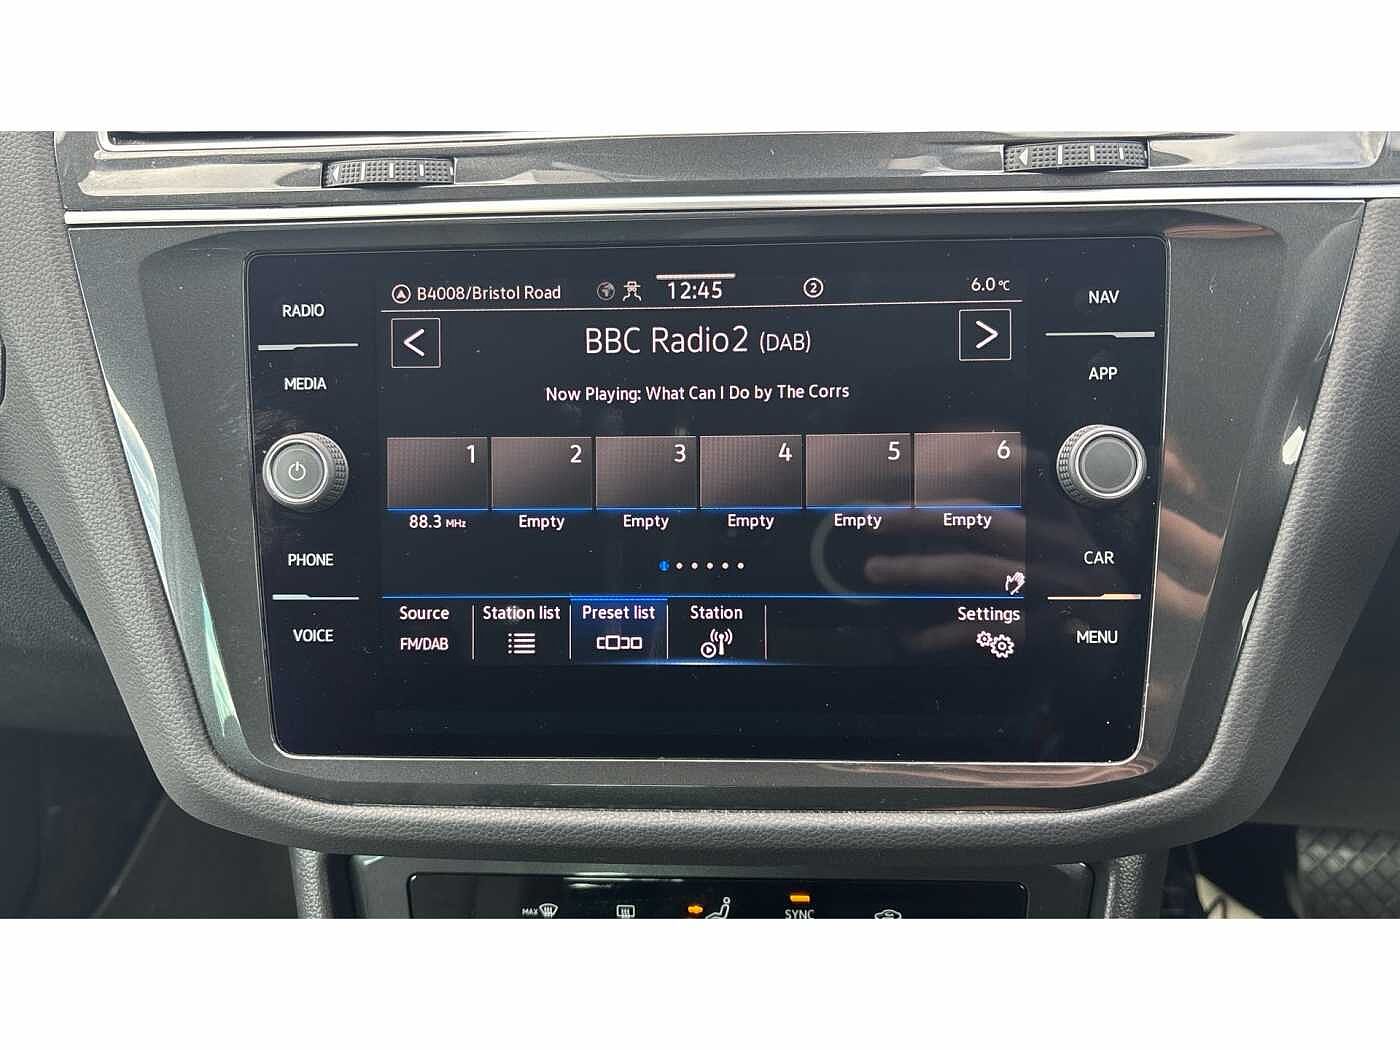 RADIO
MEDIA
PHONE
VOICE
B4008/Bristol Road
12:45
2
6.0 °C
BBC Radio2 (DAB)
Now Playing: What Can I Do by The Corrs
1 2 3 4 5 6
88.3 MHz Empty Empty Empty Empty Empty
Source Station list Preset list Station Settings
FM/DAB
NAV
APP
CAR
MENU
MAX
SYNC